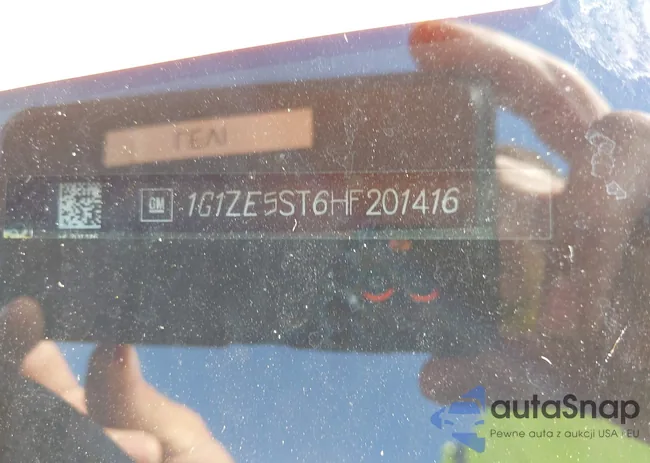 GM 1G1ZE5ST6HF201416
autaSnap
Pewne auta z aukcji USA i EU